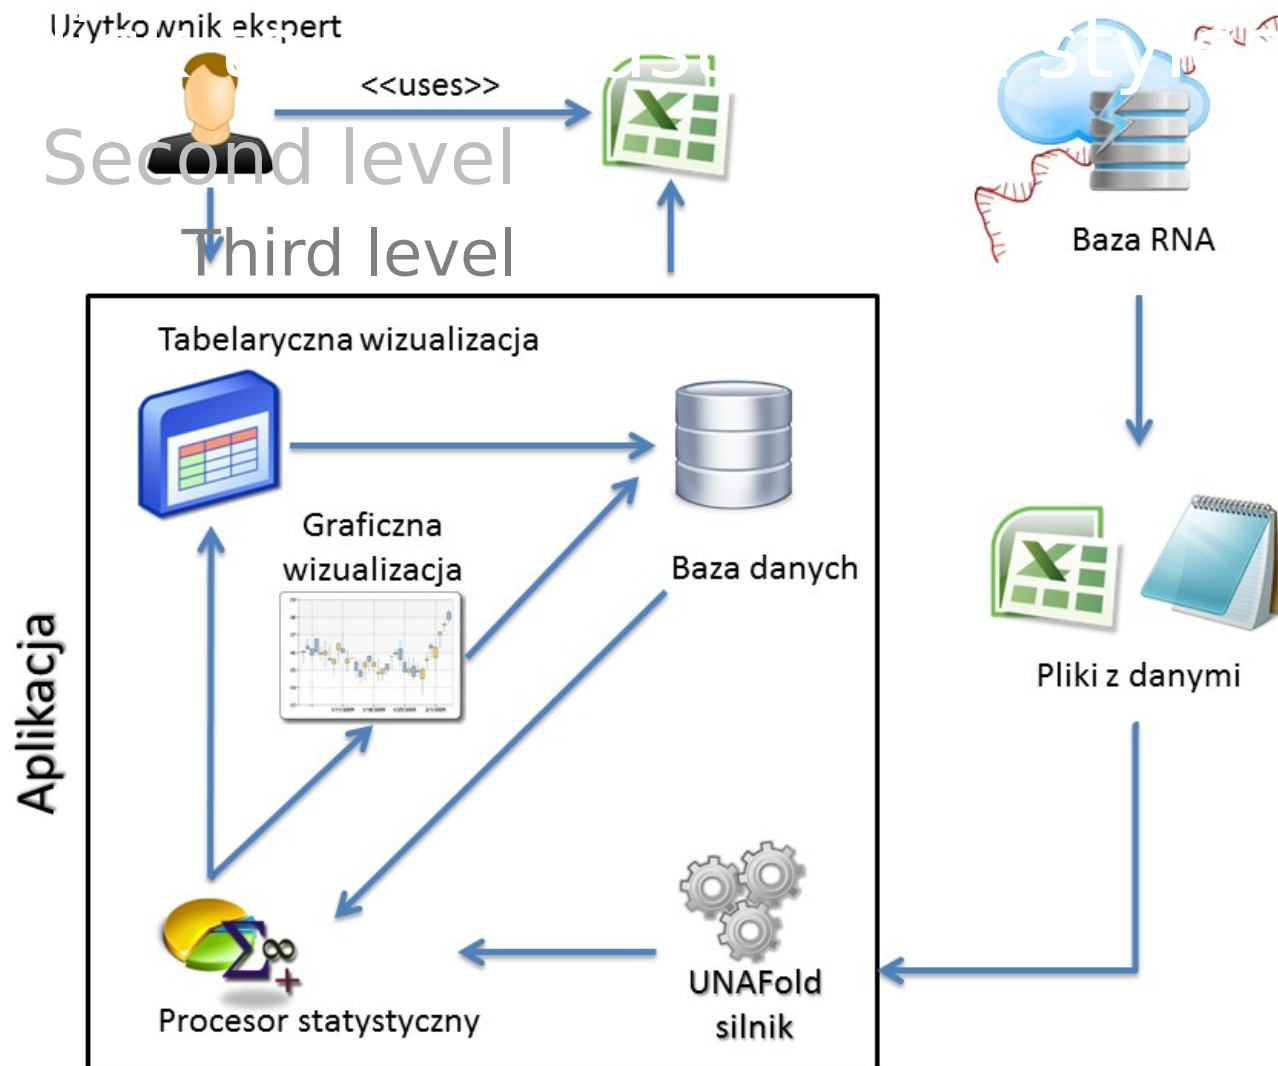 Użytkownik ekspert
<<uses>>
Second level
Third level
Baza RNA
Tabelaryczna wizualizacja
Graficzna
wizualizacja
Baza danych
Pliki z danymi
Aplikacja
Procesor statystyczny
UNAFold
silnik